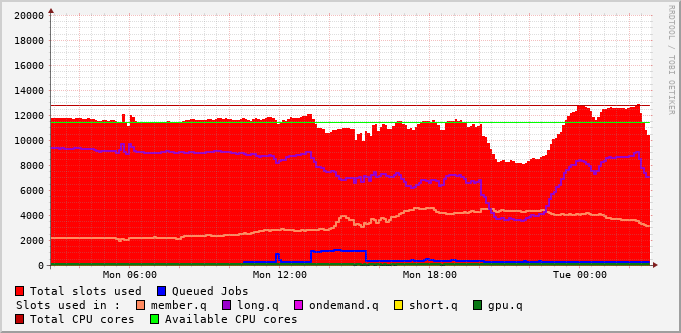 RRDTOOL / TOBI OETIKER
20000
18000
16000
14000
12000
10000
8000
6000
4000
2000
0
Mon 06:00 Mon 12:00 Mon 18:00 Tue 00:00
Total slots used Queued Jobs
Slots used in : member.q long.q ondemand.q short.q gpu.q
Total CPU cores Available CPU cores